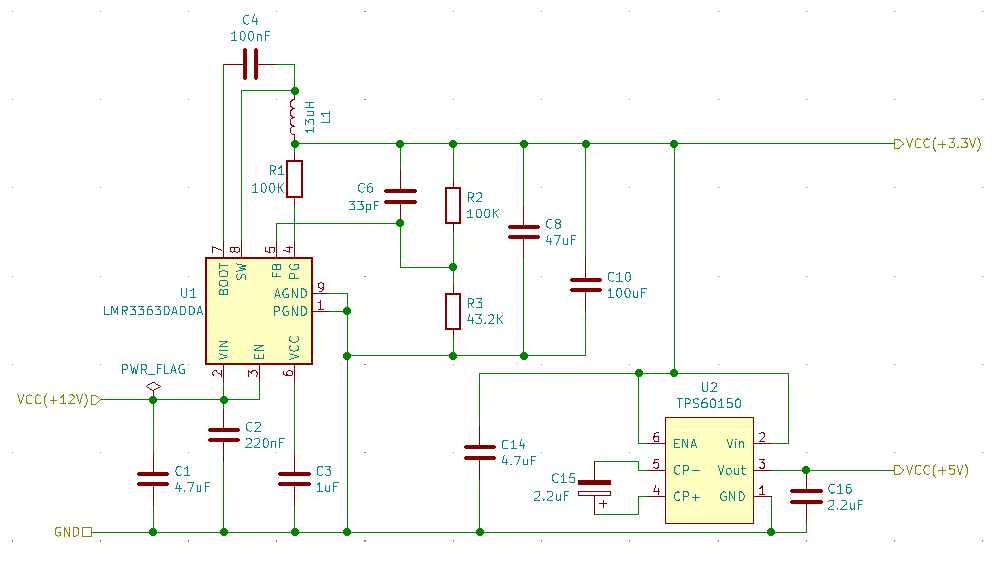 C4
100nF
13uH
L1
VCC(+3.3V)
R1
100K
C6
33pF
R2
100K
C8
47uF
7
8
5
4
BOOT
SW
FB
PG
U1
LMR3363DADDA
AGND
9
PGND
1
C10
100uF
R3
43.2K
VIN
EN
VCC
2
3
6
PWR_FLAG
VCC(+12V)
U2
TPS60150
C2
220nF
C14
4.7uF
6
ENA
Vin
2
C1
4.7uF
C3
1uF
C15
2.2uF
+
5
CP-
Vout
3
VCC(+5V)
4
CP+
GND
1
C16
2.2uF
GND